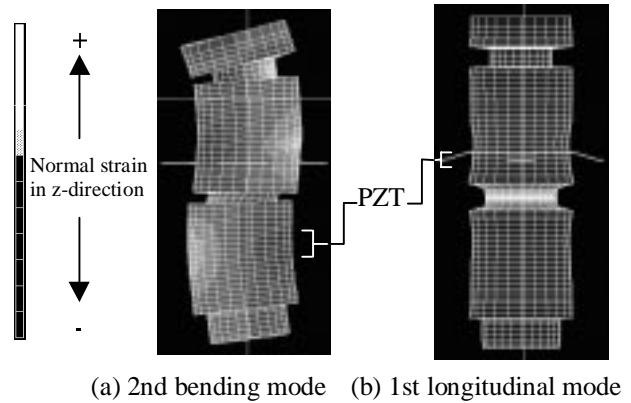 +
Normal strain
in z-direction
-
PZT
(a) 2nd bending mode (b) 1st longitudinal mode